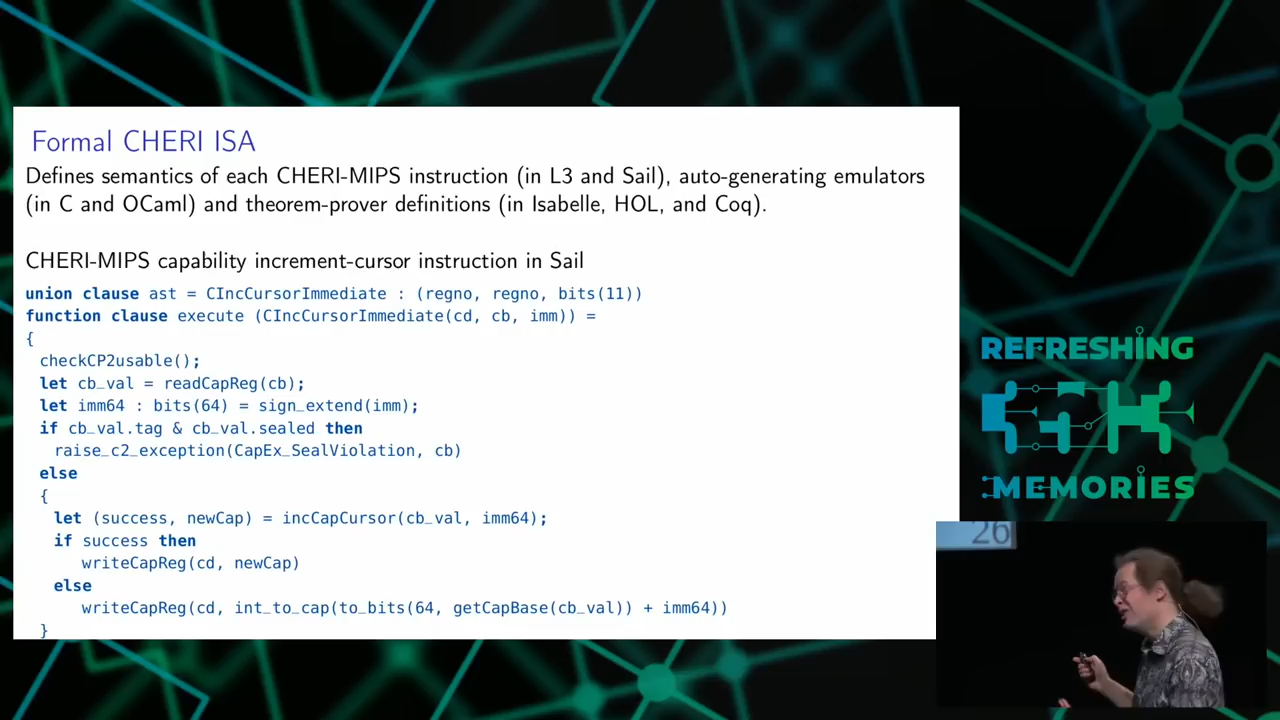 Formal CHERI ISA
Defines semantics of each CHERI-MIPS instruction (in L3 and Sail), auto-generating emulators
(in C and OCaml) and theorem-prover definitions (in Isabelle, HOL, and Coq).
CHERI-MIPS capability increment-cursor instruction in Sail
union clause ast = CIncCursorImmediate : (regno, regno, bits(11))
function clause execute (CIncCursorImmediate(cd, cb, imm)) =
{
checkCP2usable();
let cb_val = readCapReg(cb);
let imm64 : bits(64) = sign_extend(imm);
if cb_val.tag & cb_val.sealed then
raise_c2_exception(CapEx_SealViolation, cb)
else
{
let (success, newCap) = incCapCursor(cb_val, imm64);
if success then
writeCapReg(cd, newCap)
else
writeCapReg(cd, int_to_cap(to_bits(64, getCapBase(cb_val)) + imm64))
}
REFRESHING
MEMORIES
26